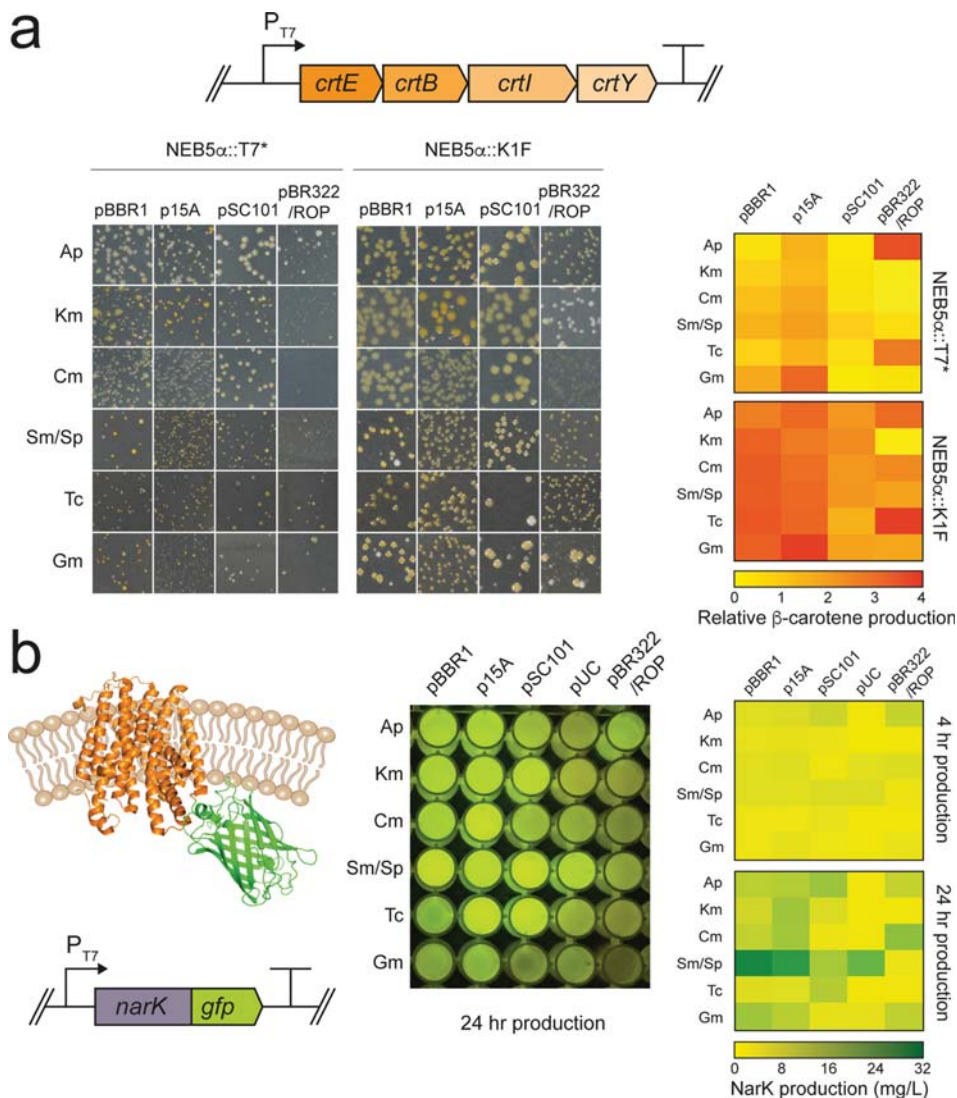 a
P T7
crtE crtB crtI crtY
NEB5α::T7* NEB5α::K1F
pBBR1 p15A pSC101 pBR322 /ROP pBBR1 p15A pSC101 pBR322 /ROP
Ap
Km
Cm
Sm/Sp
Tc
Gm
pBBR1 p15A pSC101 pBR322 /ROP
Ap
Km
Cm
Sm/Sp
Tc
Gm
NEB5α::T7*
Ap
Km
Cm
Sm/Sp
Tc
Gm
NEB5α::K1F
0 1 2 3 4
Relative β-carotene production
b
P T7
narK gfp
pBBR1 p15A pSC101 pUC pBR322 /ROP
Ap
Km
Cm
Sm/Sp
Tc
Gm
24 hr production
pBBR1 p15A pSC101 pUC pBR322 /ROP
Ap
Km
Cm
Sm/Sp
Tc
Gm
4 hr production
Ap
Km
Cm
Sm/Sp
Tc
Gm
24 hr production
0 8 16 32
NarK production (mg/L)